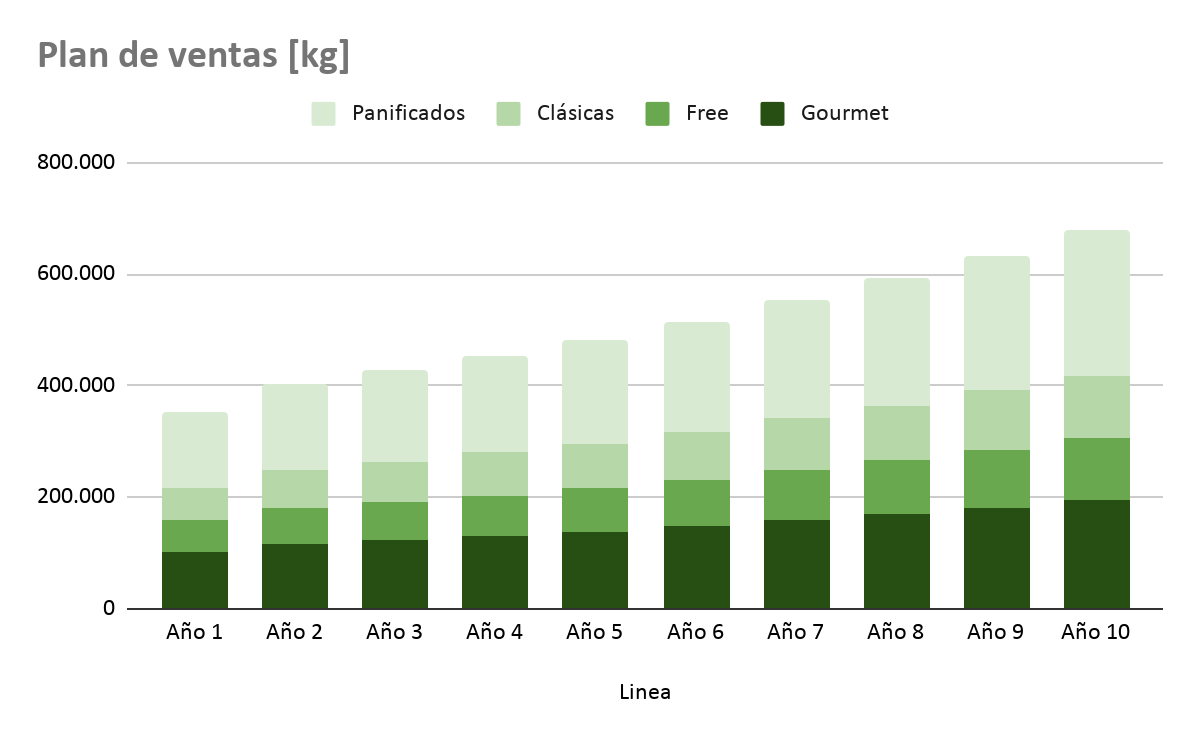 Plan de ventas [kg]
Panificados Clásicas Free Gourmet
800.000
600.000
400.000
200.000
0
Año 1 Año 2 Año 3 Año 4 Año 5 Año 6 Año 7 Año 8 Año 9 Año 10
Linea